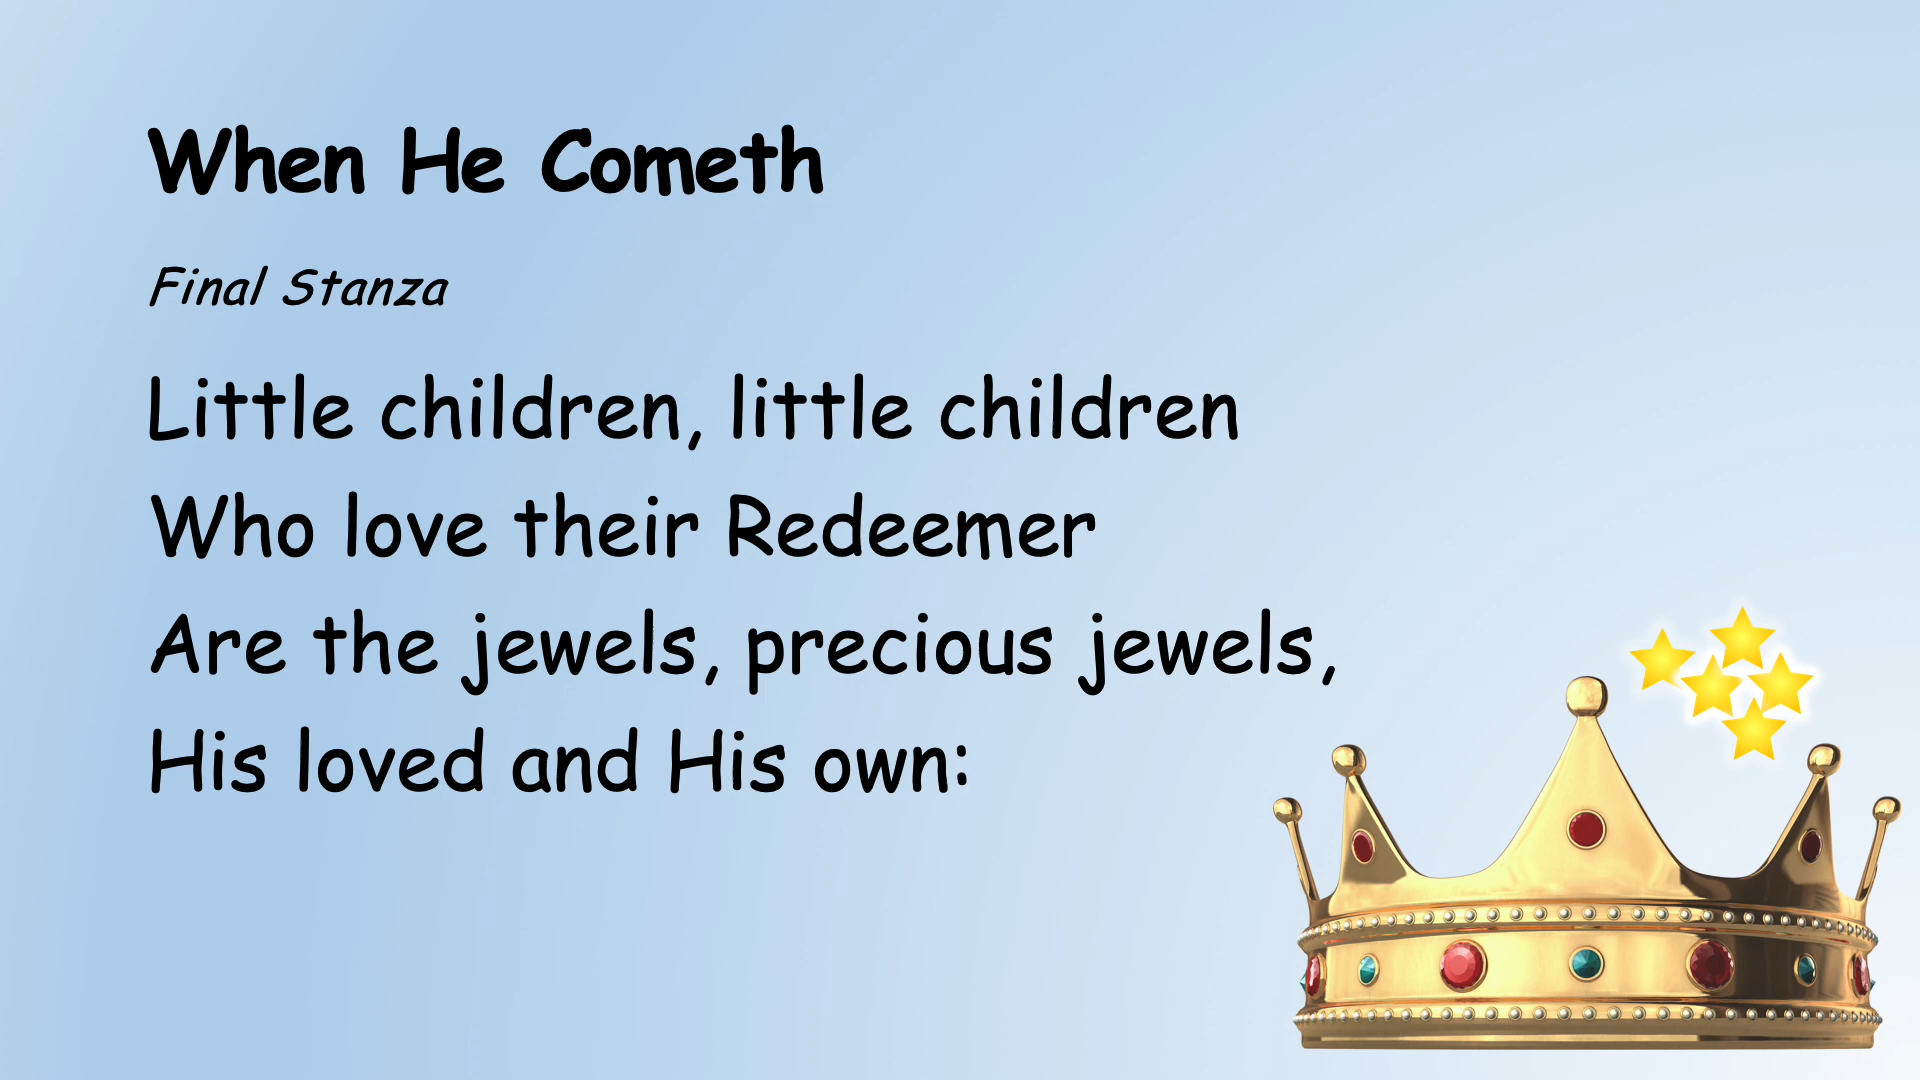 When He Cometh
Final Stanza
Little children, little children
Who love their Redeemer
Are the jewels, precious jewels,
His loved and His own: